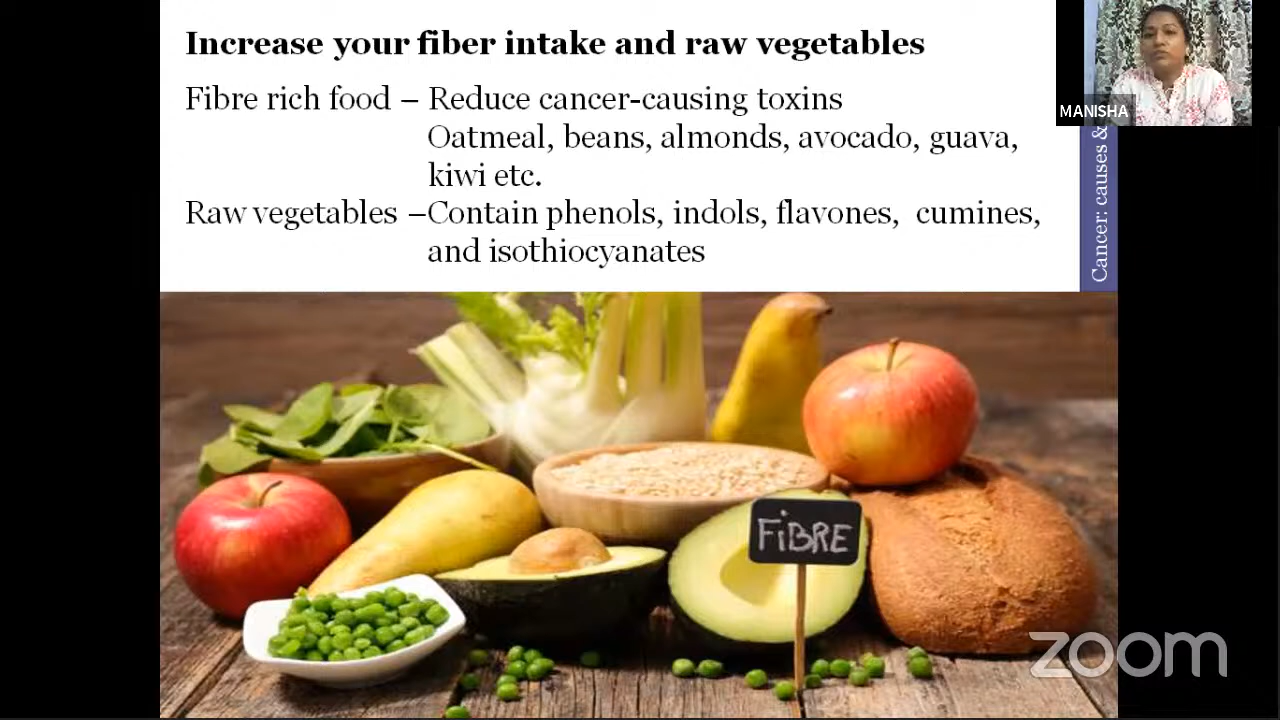 Increase your fiber intake and raw vegetables
Fibre rich food – Reduce cancer-causing toxins
Oatmeal, beans, almonds, avocado, guava,
kiwi etc.
Raw vegetables –Contain phenols, indols, flavones, cumines,
and isothiocyanates
MANISHA
Cancer: causes &
FiBRE
zoom